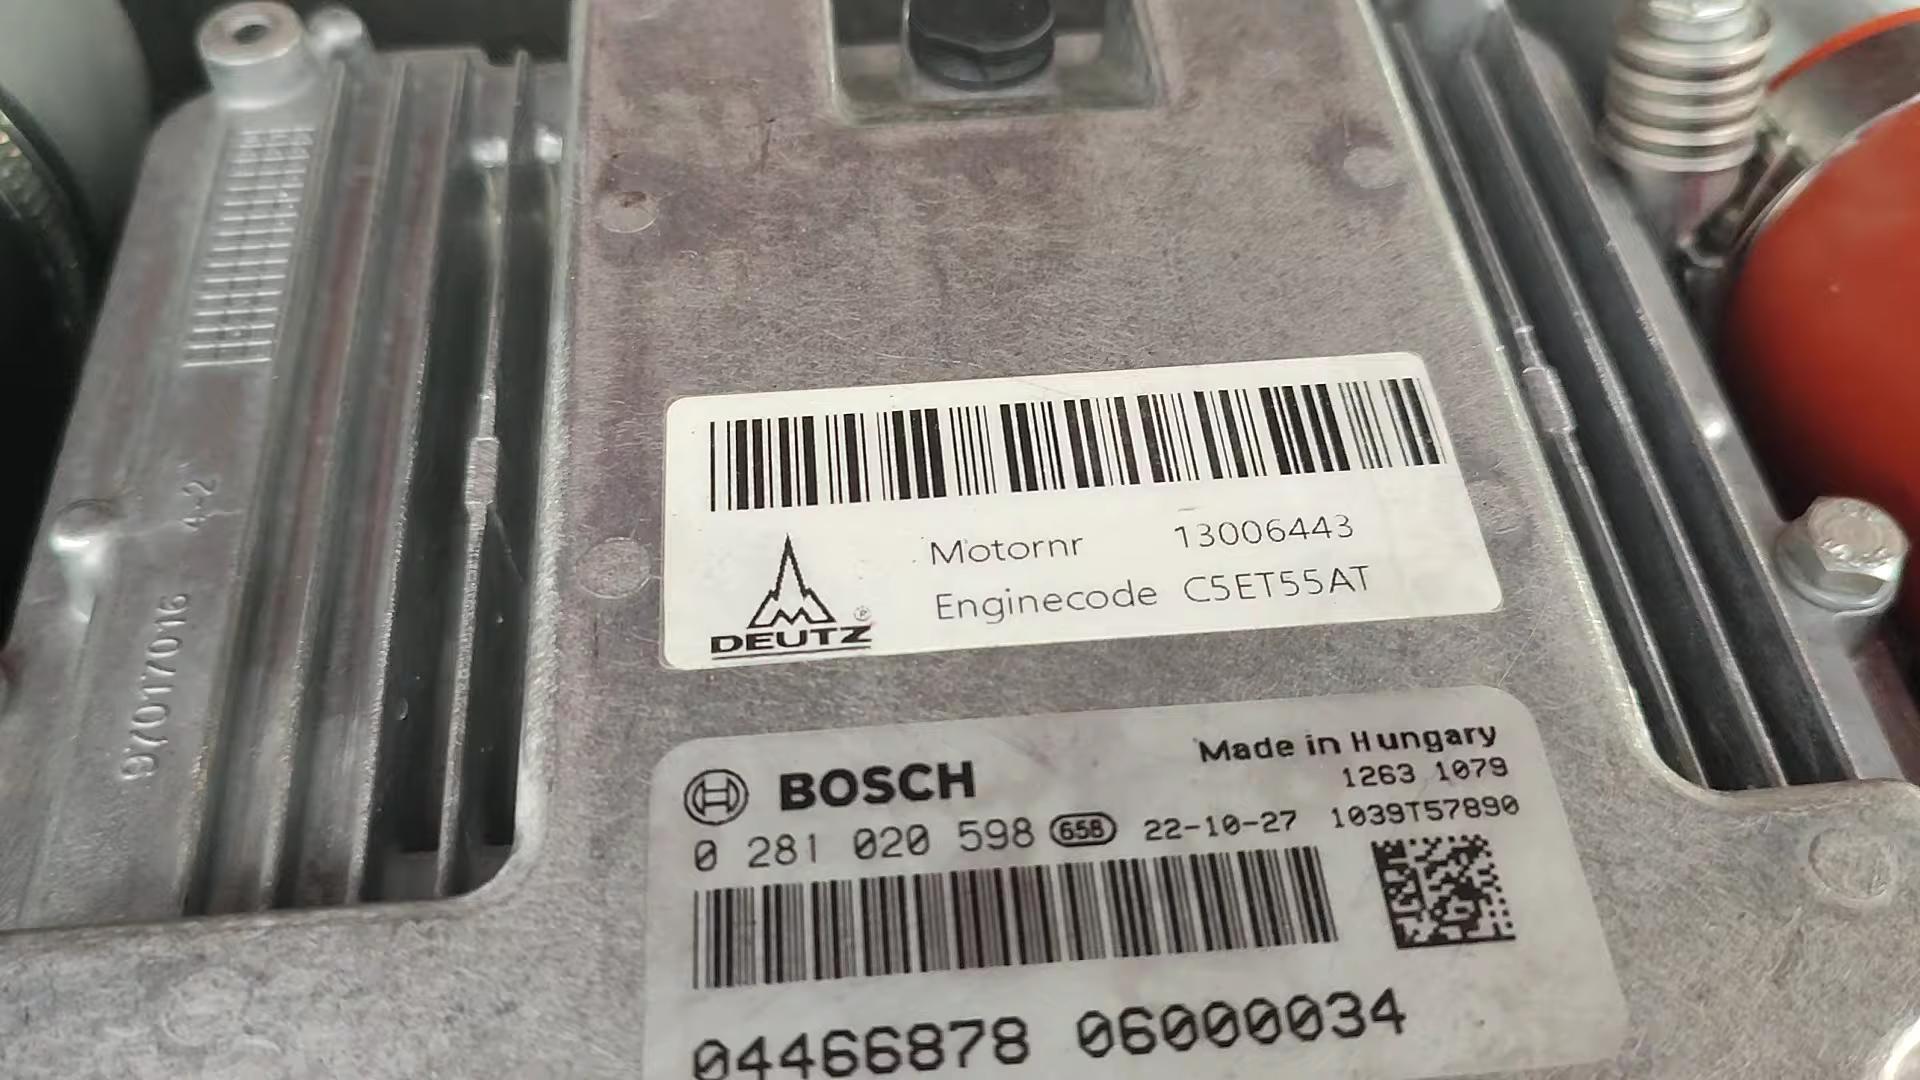 Motornr 13006443
Enginecode C5ET55AT
DEUTZ
97017016 4-2
BOSCH
Made in Hungary
1263 1079
0 281 020 598 658 22-10-27 1039T57890
04466878 06000034